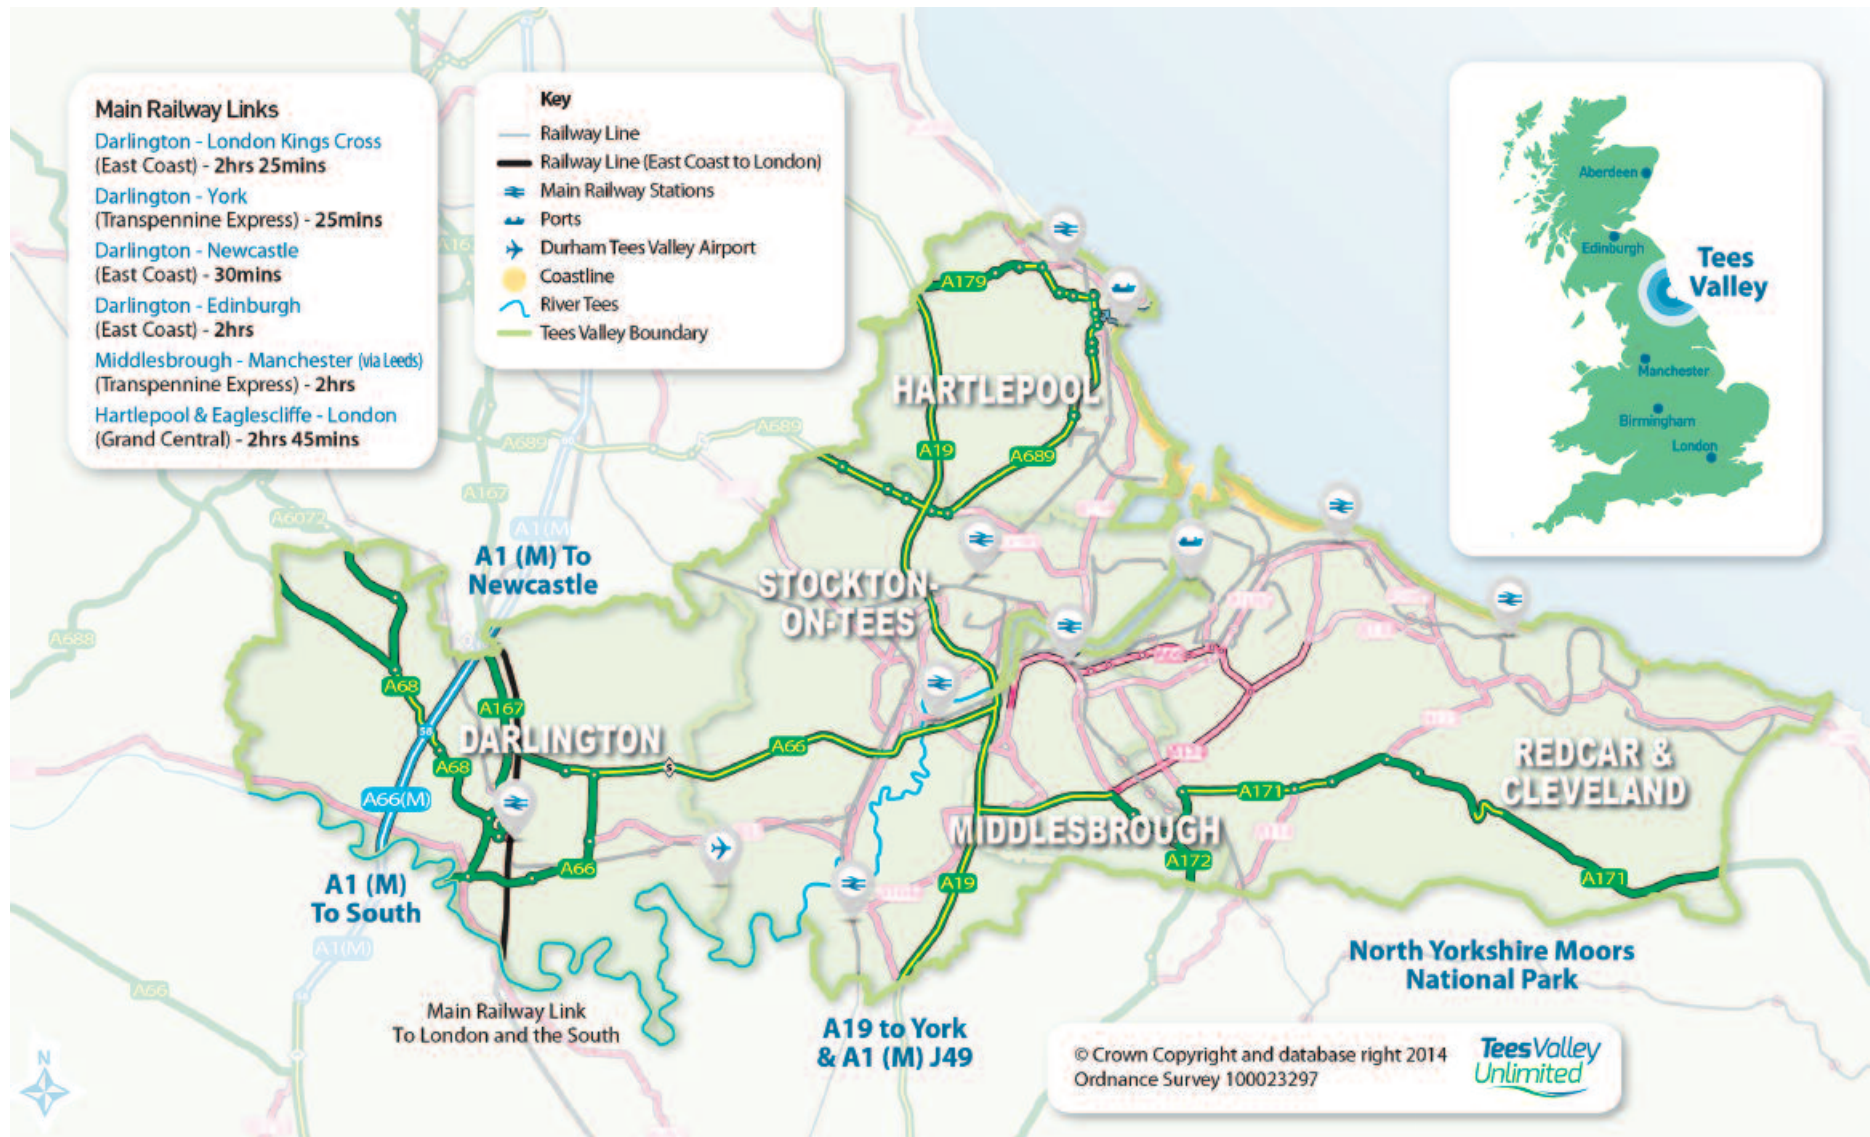 Main Railway Links
Darlington - London Kings Cross
(East Coast) - 2hrs 25mins
Darlington - York
(Transpennine Express) - 25mins
Darlington - Newcastle
(East Coast) - 30mins
Darlington - Edinburgh
(East Coast) - 2hrs
Middlesbrough - Manchester (via Leeds)
(Transpennine Express) - 2hrs
Hartlepool & Eaglescliffe - London
(Grand Central) - 2hrs 45mins
Key
Railway Line
Railway Line (East Coast to London)
Main Railway Stations
Ports
Durham Tees Valley Airport
Coastline
River Tees
Tees Valley Boundary
Aberdeen
Edinburgh
Tees
Valley
Manchester
Birmingham
London
A179
HARTLEPOOL
A19
A689
A689
A689
A167
A167
A1(M)
A6072
A688
A1 (M) To
Newcastle
STOCKTON-
ON-TEES
A68
A167
58
DARLINGTON
A68
A66
A66(M)
A66
A1 (M)
To South
A1(M)
A66
MIDDLESBROUGH
A171
A172
A19
REDCAR &
CLEVELAND
A171
North Yorkshire Moors
National Park
Main Railway Link
To London and the South
A19 to York
& A1 (M) J49
N
© Crown Copyright and database right 2014
Ordnance Survey 100023297
TeesValley
Unlimited